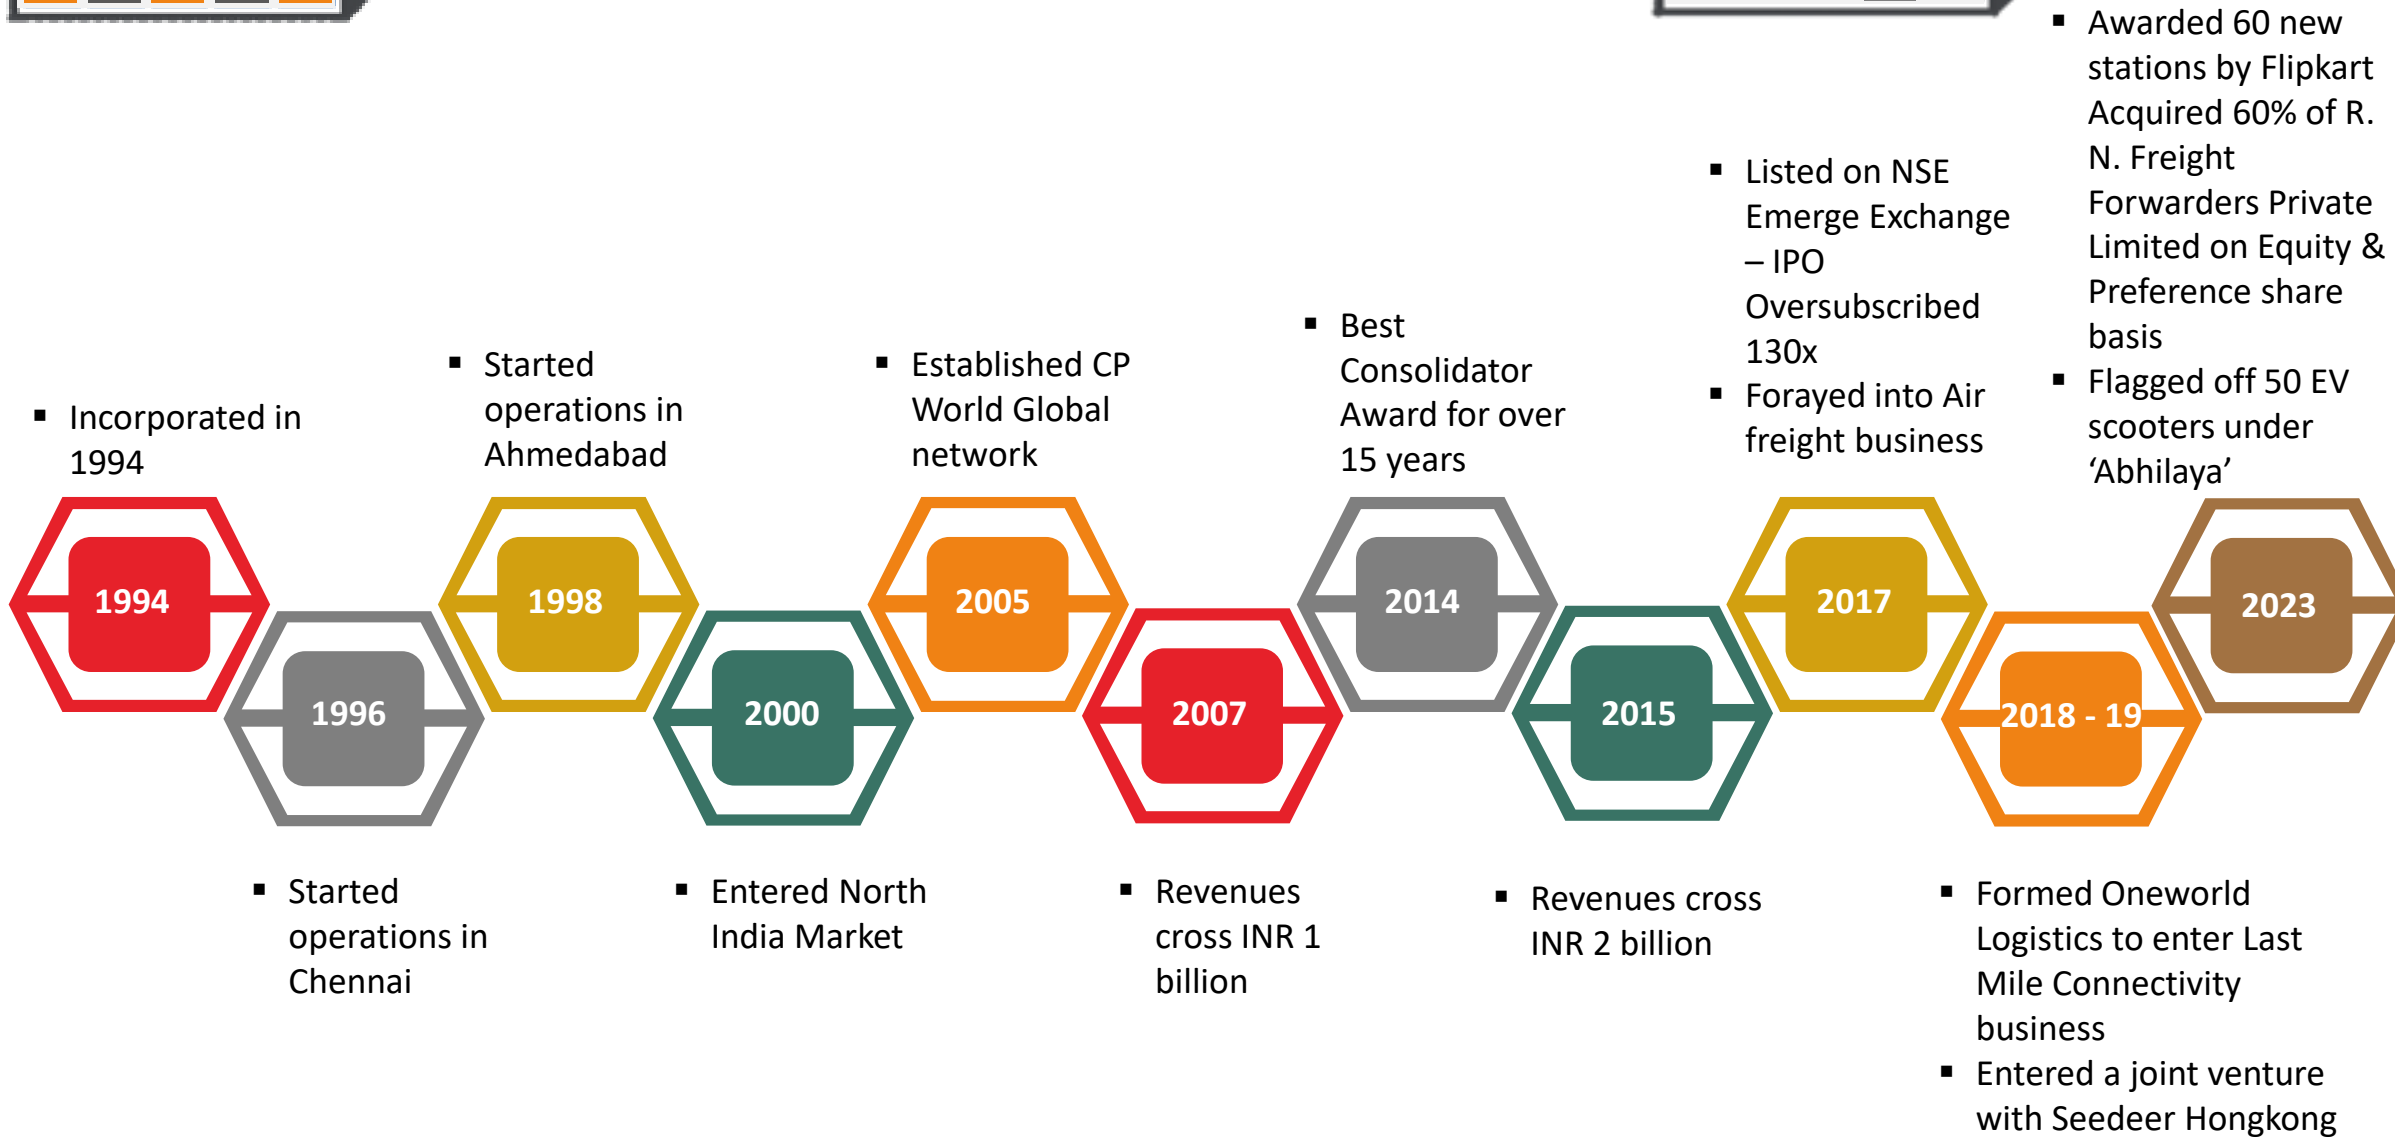 ▪ Awarded 60 new
stations by Flipkart
Acquired 60% of R.
N. Freight
Forwarders Private
Limited on Equity &
Preference share
basis
▪ Flagged off 50 EV
scooters under
‘Abhilaya’
▪ Listed on NSE
Emerge Exchange
– IPO
Oversubscribed
130x
▪ Forayed into Air
freight business
▪ Best
Consolidator
Award for over
15 years
▪ Established CP
World Global
network
▪ Started
operations in
Ahmedabad
▪ Incorporated in
1994
1994
1998
2005
2014
2017
2023
1996
2000
2007
2015
2018 - 19
▪ Started
operations in
Chennai
▪ Entered North
India Market
▪ Revenues
cross INR 1
billion
▪ Revenues cross
INR 2 billion
▪ Formed Oneworld
Logistics to enter Last
Mile Connectivity
business
▪ Entered a joint venture
with Seedeer Hongkong